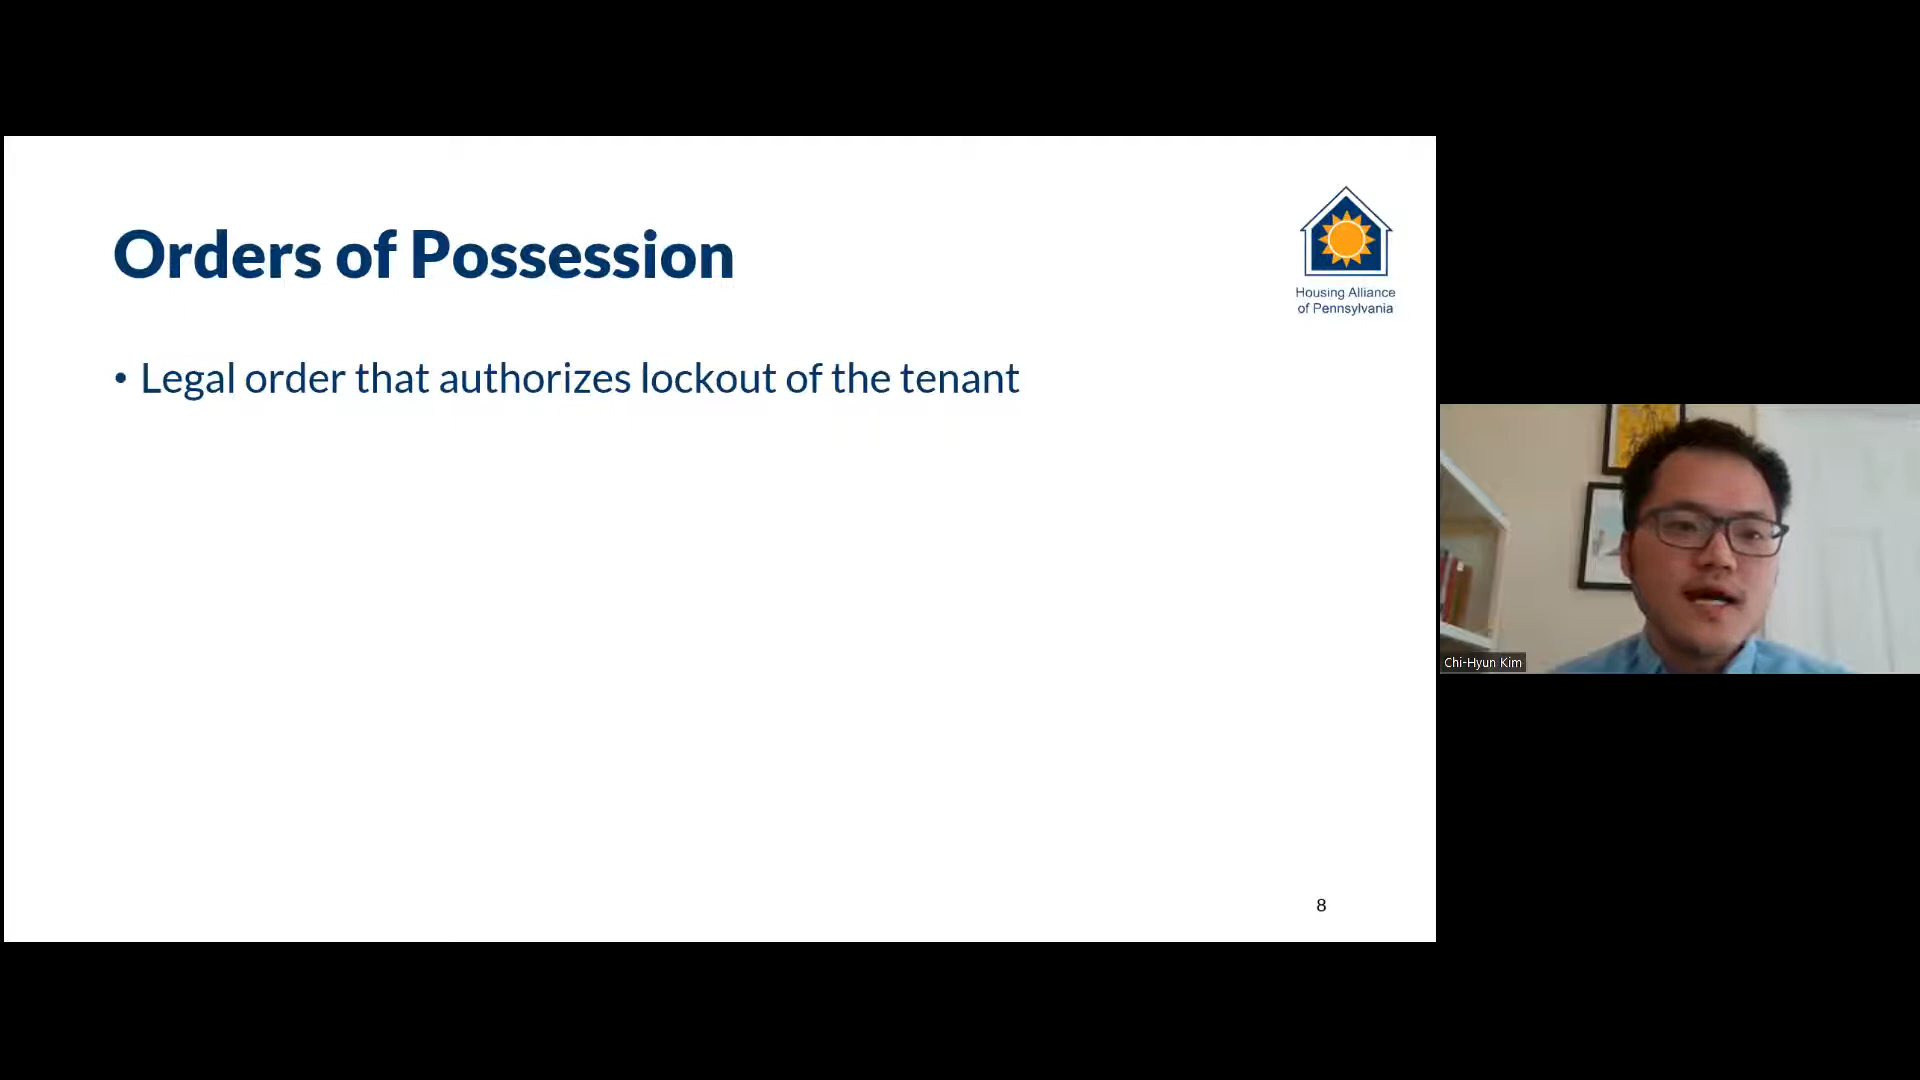 Orders of Possession
Housing Alliance
of Pennsylvania
• Legal order that authorizes lockout of the tenant
Chi-Hyun Kim
8